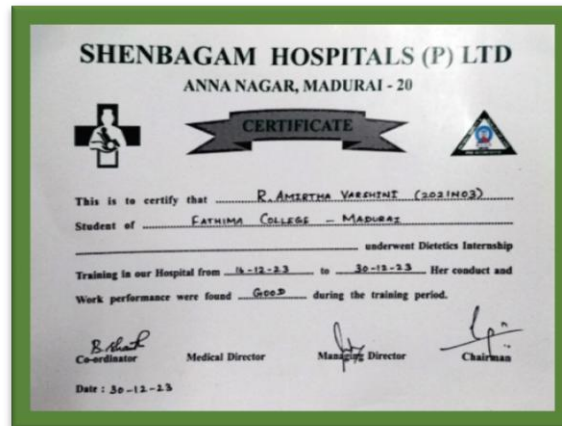 SHENBAGAM HOSPITALS (P) LTD
ANNA NAGAR, MADURAI - 20
CERTIFICATE
This is to certify that R. AMIRTHA VARSHINI (2021N03)
Student of FATHIMA COLLEGE – MADURAI
underwent Dietetics Internship
Training in our Hospital from 16-12-23 to 30-12-23 Her conduct and
Work performance were found GOOD during the training period.
Co-ordinator Medical Director Managing Director Chairman
Date : 30-12-23